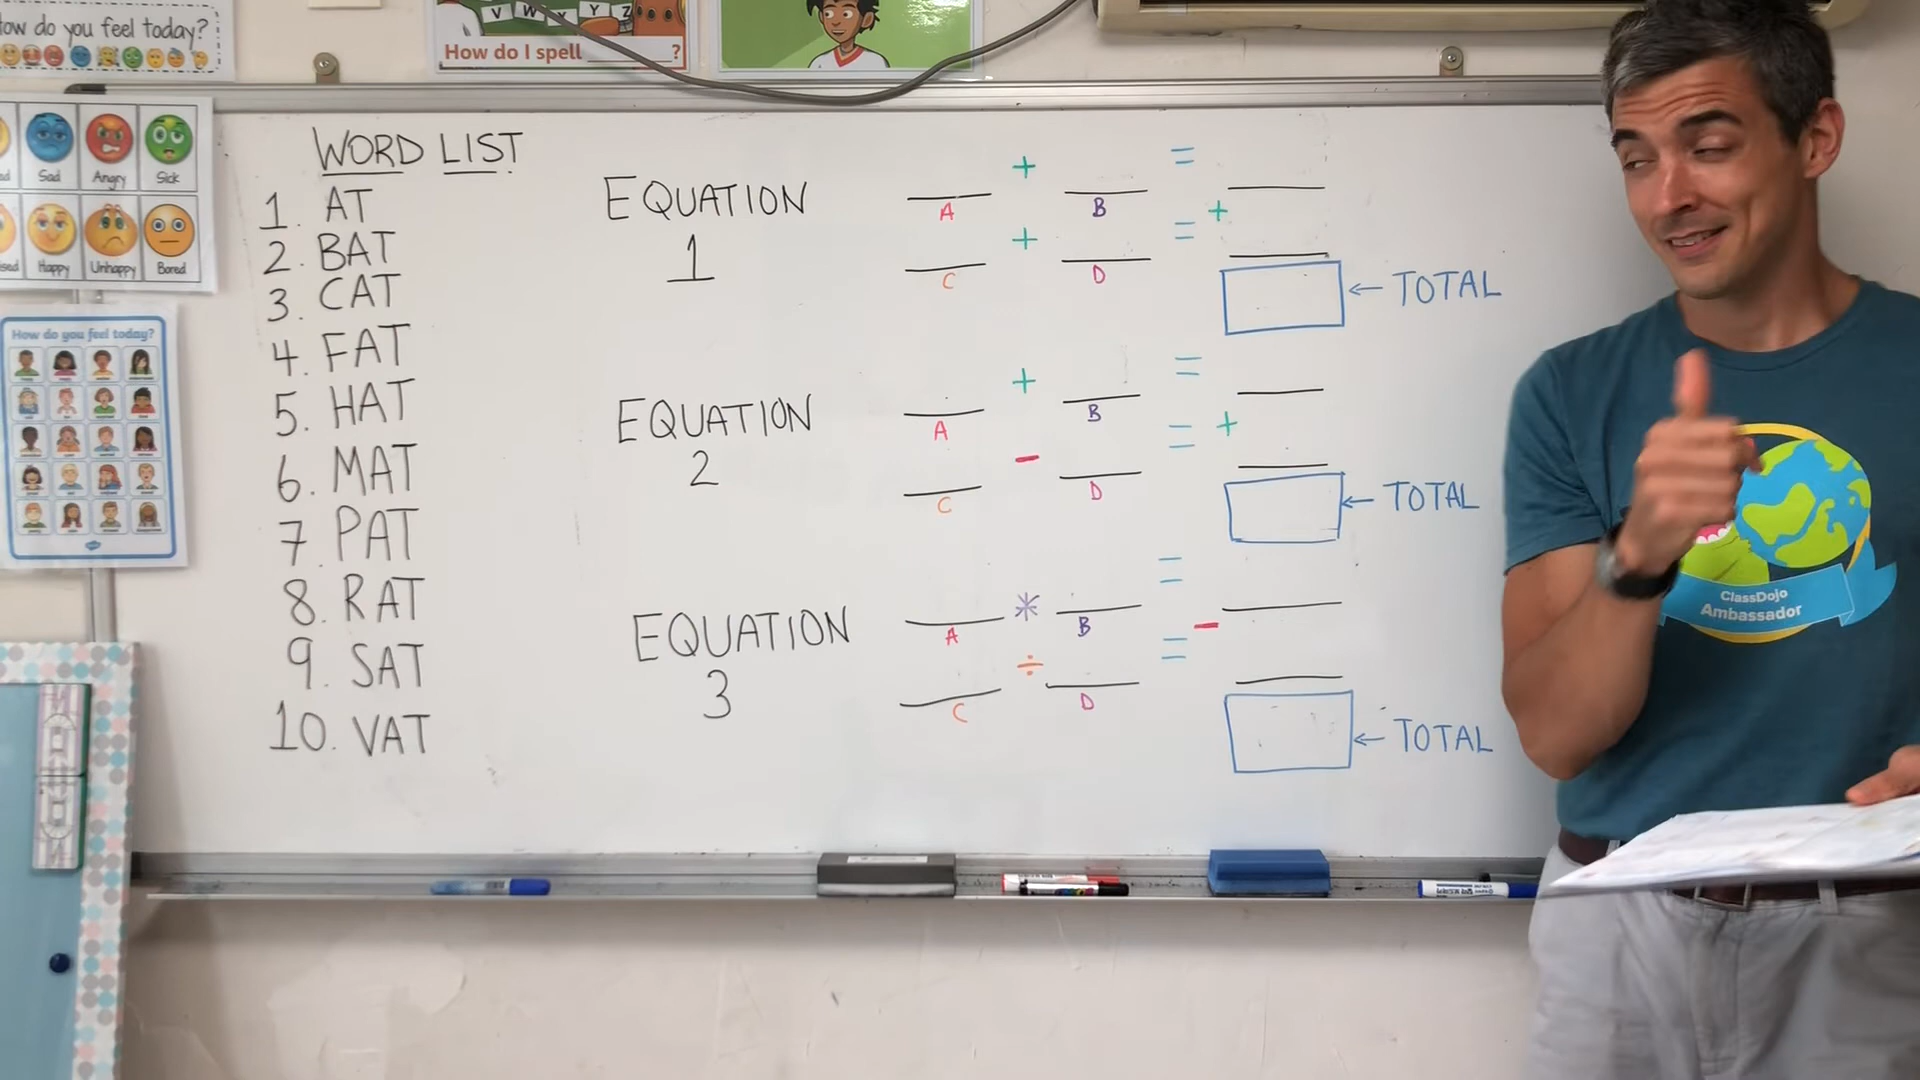 How do you feel today?
V W X Y Z
How do I spell ________?
Sad Angry Sick
Happy Unhappy Bored
How do you feel today?
WORD LIST
1. AT
2. BAT
3. CAT
4. FAT
5. HAT
6. MAT
7. PAT
8. RAT
9. SAT
10. VAT
EQUATION
1
+ =
A B
+ = +
C D
← TOTAL
EQUATION
2
+ =
A B
- = +
C D
← TOTAL
EQUATION
3
* =
A B
÷ = -
C D
← TOTAL
ClassDojo
Ambassador